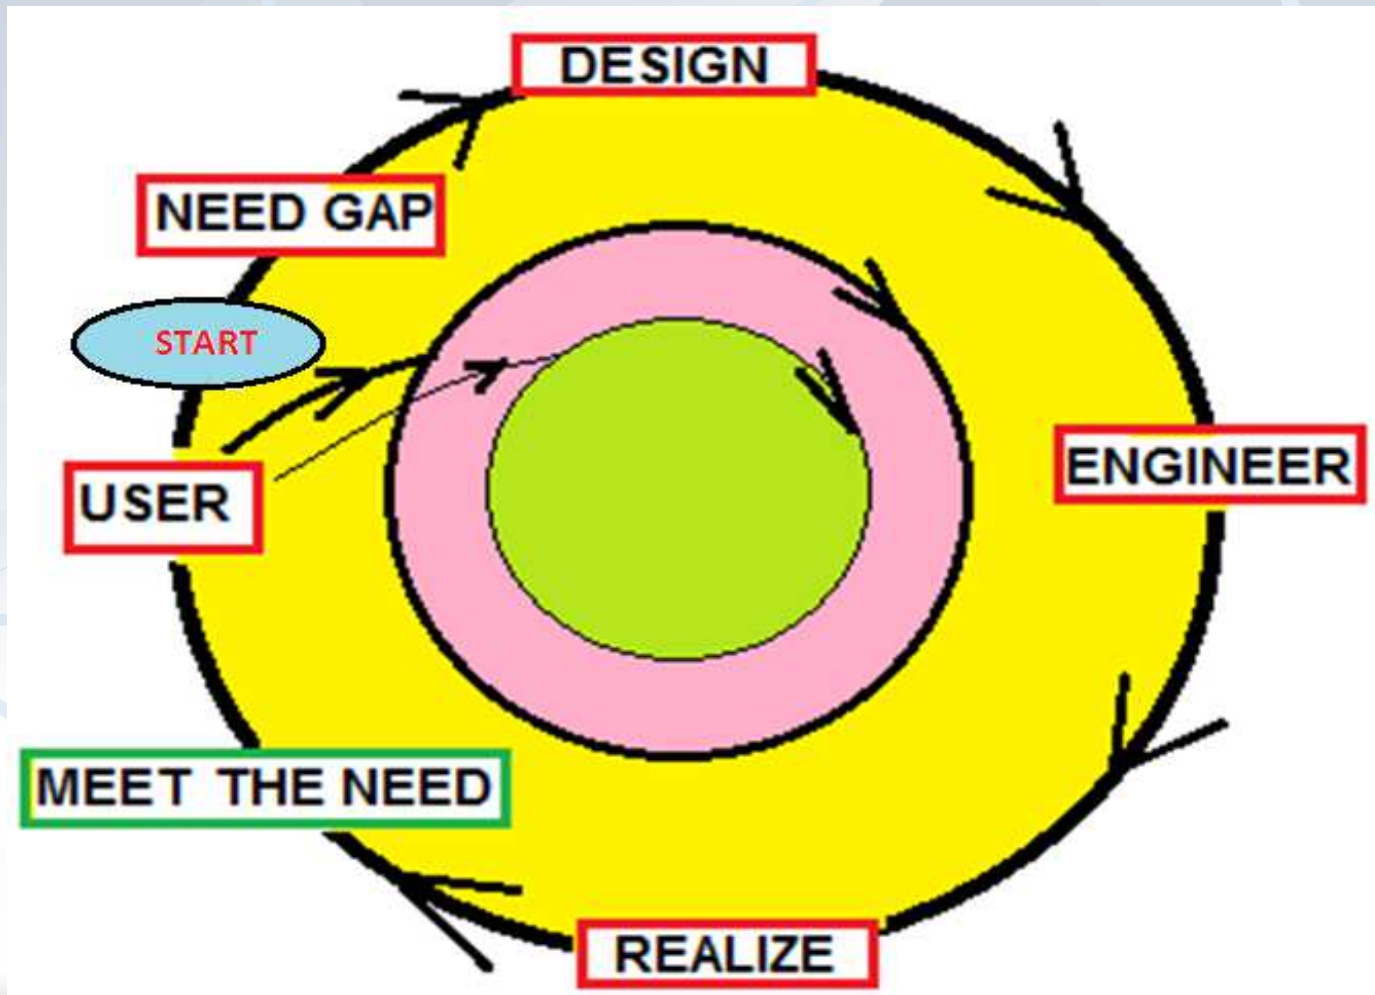 DESIGN
NEED GAP
START
USER
ENGINEER
MEET THE NEED
REALIZE